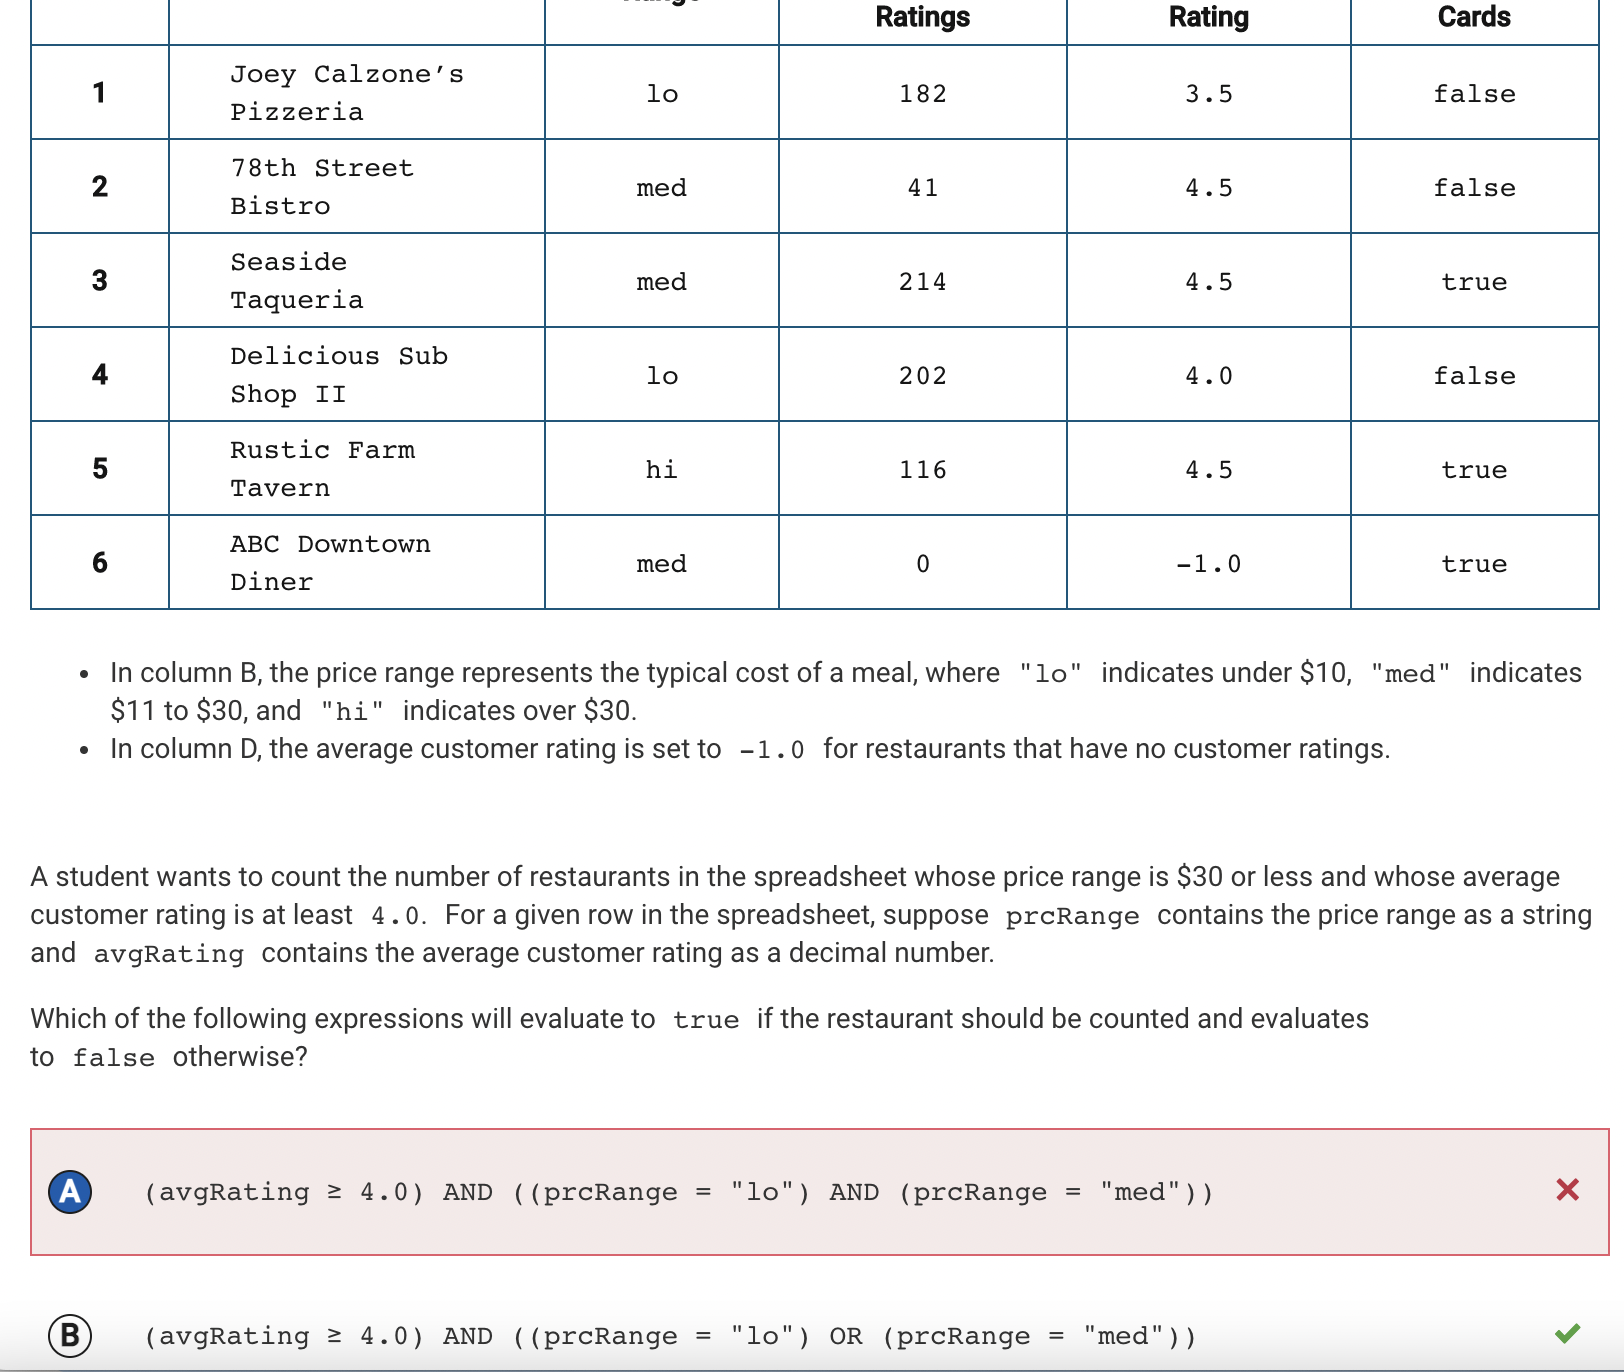 Ratings Rating Cards
1 Joey Calzone’s Pizzeria lo 182 3.5 false
2 78th Street Bistro med 41 4.5 false
3 Seaside Taqueria med 214 4.5 true
4 Delicious Sub Shop II lo 202 4.0 false
5 Rustic Farm Tavern hi 116 4.5 true
6 ABC Downtown Diner med 0 -1.0 true
• In column B, the price range represents the typical cost of a meal, where "lo" indicates under $10, "med" indicates
$11 to $30, and "hi" indicates over $30.
• In column D, the average customer rating is set to -1.0 for restaurants that have no customer ratings.
A student wants to count the number of restaurants in the spreadsheet whose price range is $30 or less and whose average
customer rating is at least 4.0. For a given row in the spreadsheet, suppose prcRange contains the price range as a string
and avgRating contains the average customer rating as a decimal number.
Which of the following expressions will evaluate to true if the restaurant should be counted and evaluates
to false otherwise?
A (avgRating ≥ 4.0) AND ((prcRange = "lo") AND (prcRange = "med"))
B (avgRating ≥ 4.0) AND ((prcRange = "lo") OR (prcRange = "med"))